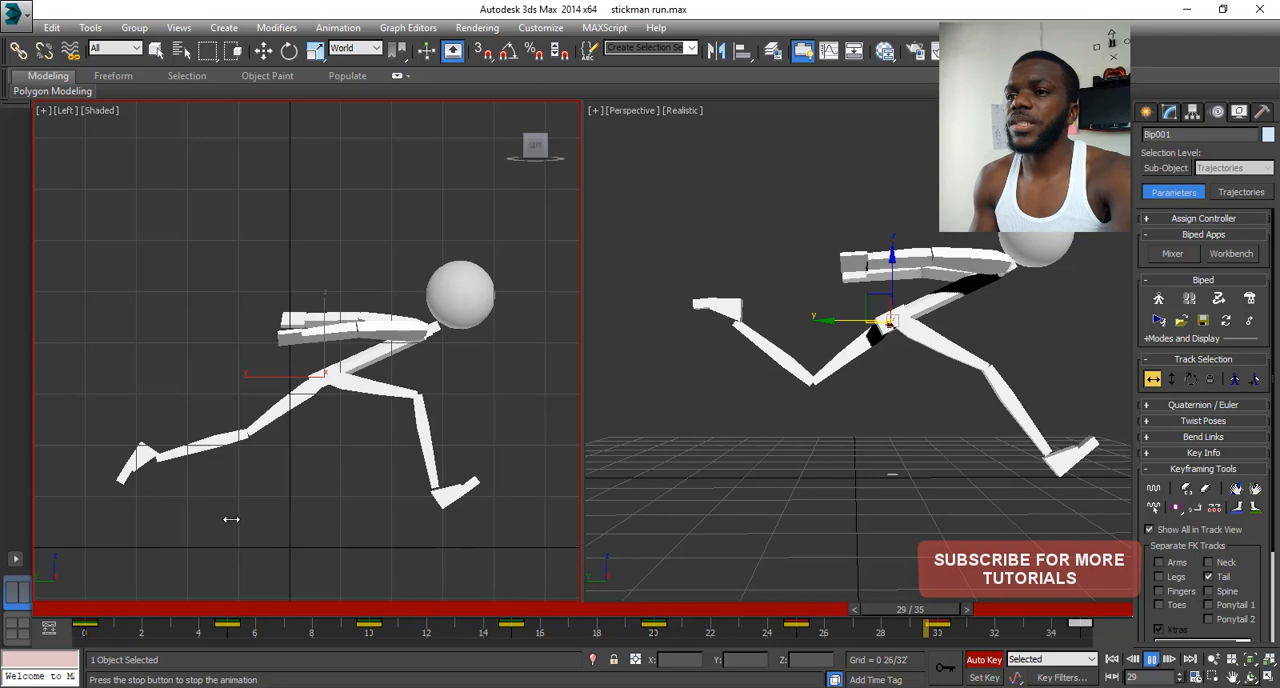 Autodesk 3ds Max 2014 x64 stickman run.max
Edit Tools Group Views Create Modifiers Animation Graph Editors Rendering Customize MAXScript
All World Create Selection Se
Modeling Freeform Selection Object Paint Populate
Polygon Modeling
[+] [Left] [Shaded]
[+] [Perspective] [Realistic]
Bip001
Selection Level:
Sub-Object Trajectories
Parameters Trajectories
+ Assign Controller
- Biped Apps
Mixer Workbench
- Biped
+Modes and Display
- Track Selection
+ Quaternion / Euler
+ Twist Poses
+ Bend Links
+ Key Info
- Keyframing Tools
Show All in Track View
Separate FK Tracks
Arms Neck
Legs Tail
Fingers Spine
Toes Ponytail 1
Ponytail 2
Xtras
z
y
x
z
y
SUBSCRIBE FOR MORE
TUTORIALS
< 29 / 35 >
0 2 4 6 8 10 12 14 16 18 20 22 24 26 28 30 32 34
1 Object Selected X: Y: Z: Grid = 0 26/32' Auto Key Selected
Welcome to M Press the stop button to stop the animation Add Time Tag Set Key Key Filters... 29